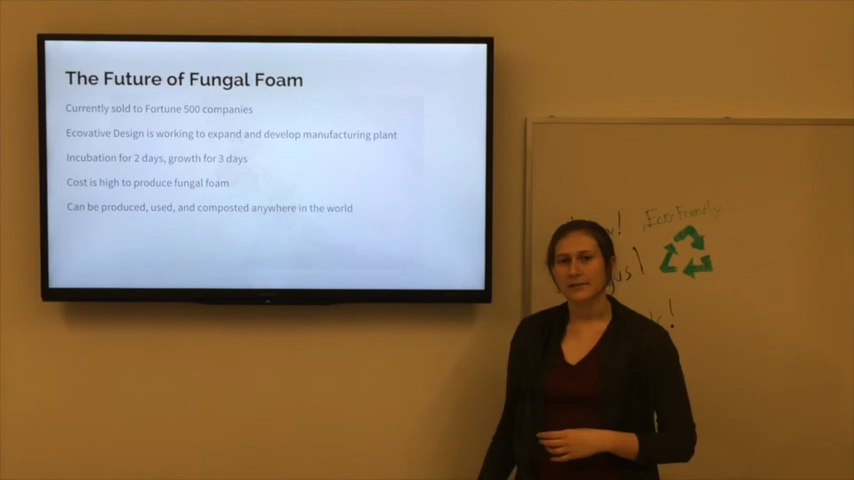 The Future of Fungal Foam
Currently sold to Fortune 500 companies
Ecovative Design is working to expand and develop manufacturing plant
Incubation for 2 days, growth for 3 days
Cost is high to produce fungal foam
Can be produced, used, and composted anywhere in the world
Eco-Friendly